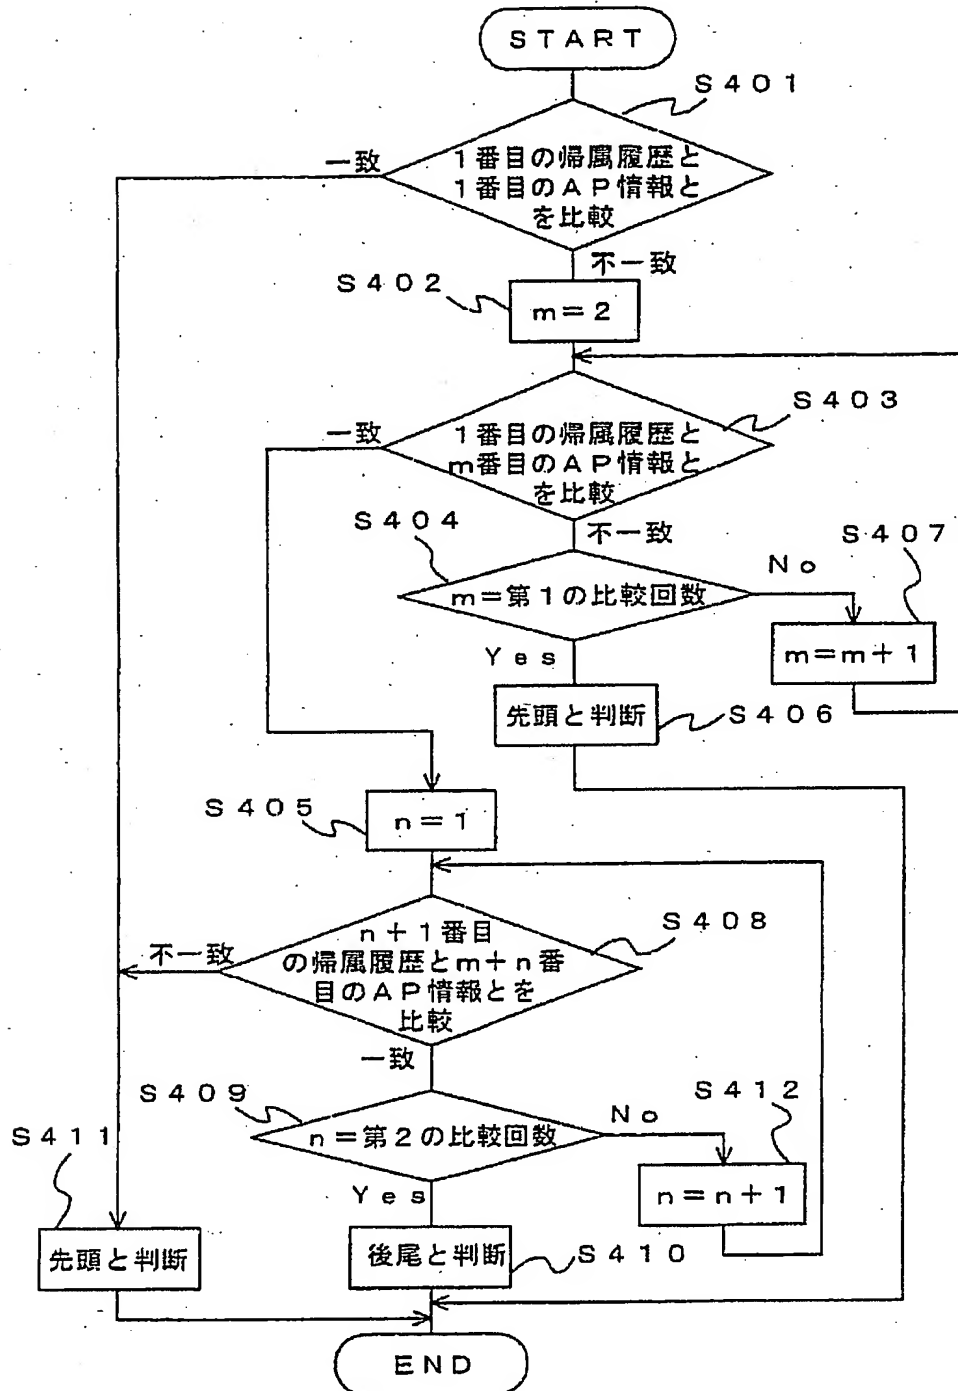 START
S401
一致
1番目の帰属履歴と
1番目のAP情報と
を比較
不一致
S402
m=2
S403
一致
1番目の帰属履歴と
m番目のAP情報と
を比較
不一致
S404
S407
No
m=第1の比較回数
m=m+1
Yes
先頭と判断
S406
S405
n=1
S408
n+1番目
の帰属履歴とm+n番
目のAP情報とを
比較
不一致
一致
S409
S412
No
n=第2の比較回数
n=n+1
S411
Yes
先頭と判断
後尾と判断
S410
END